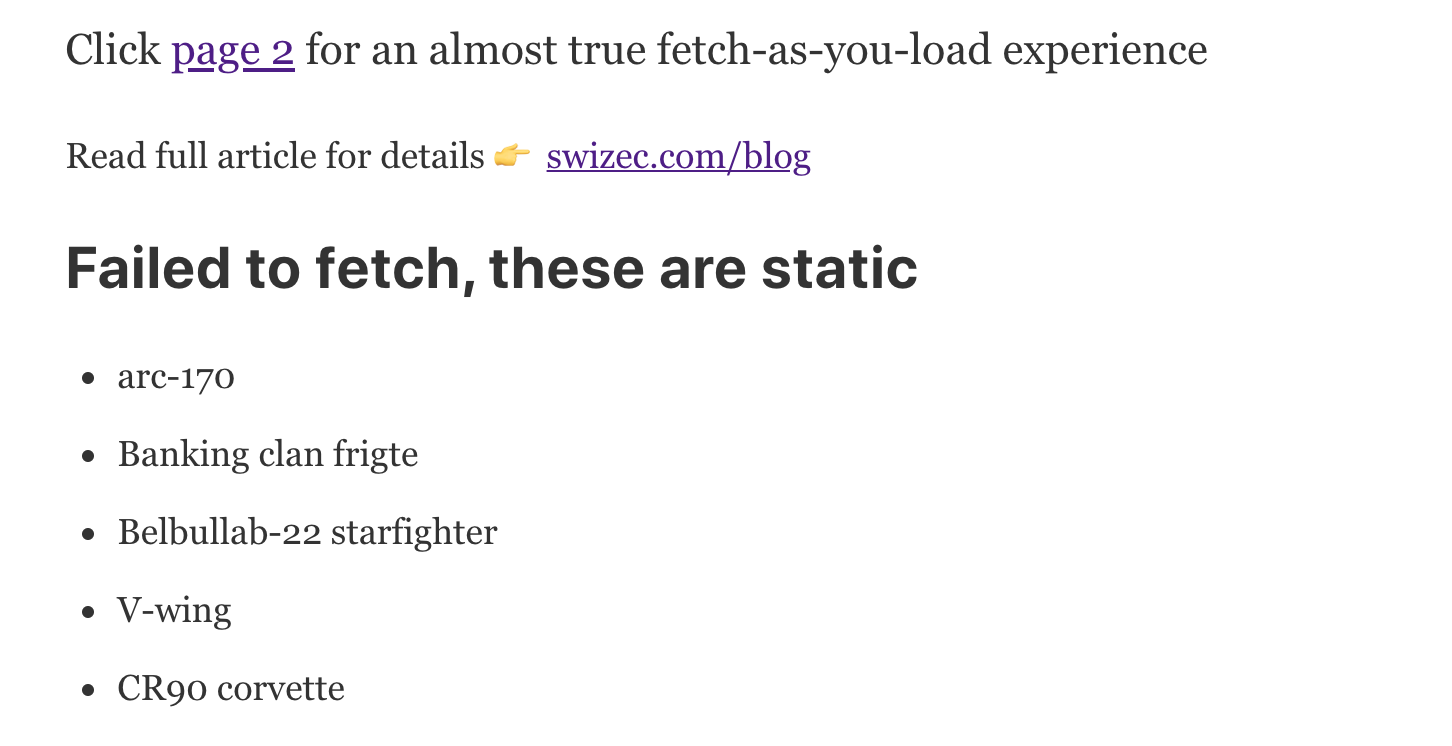 Click page 2 for an almost true fetch-as-you-load experience
Read full article for details 👉 swizec.com/blog
Failed to fetch, these are static
• arc-170
• Banking clan frigte
• Belbullab-22 starfighter
• V-wing
• CR90 corvette